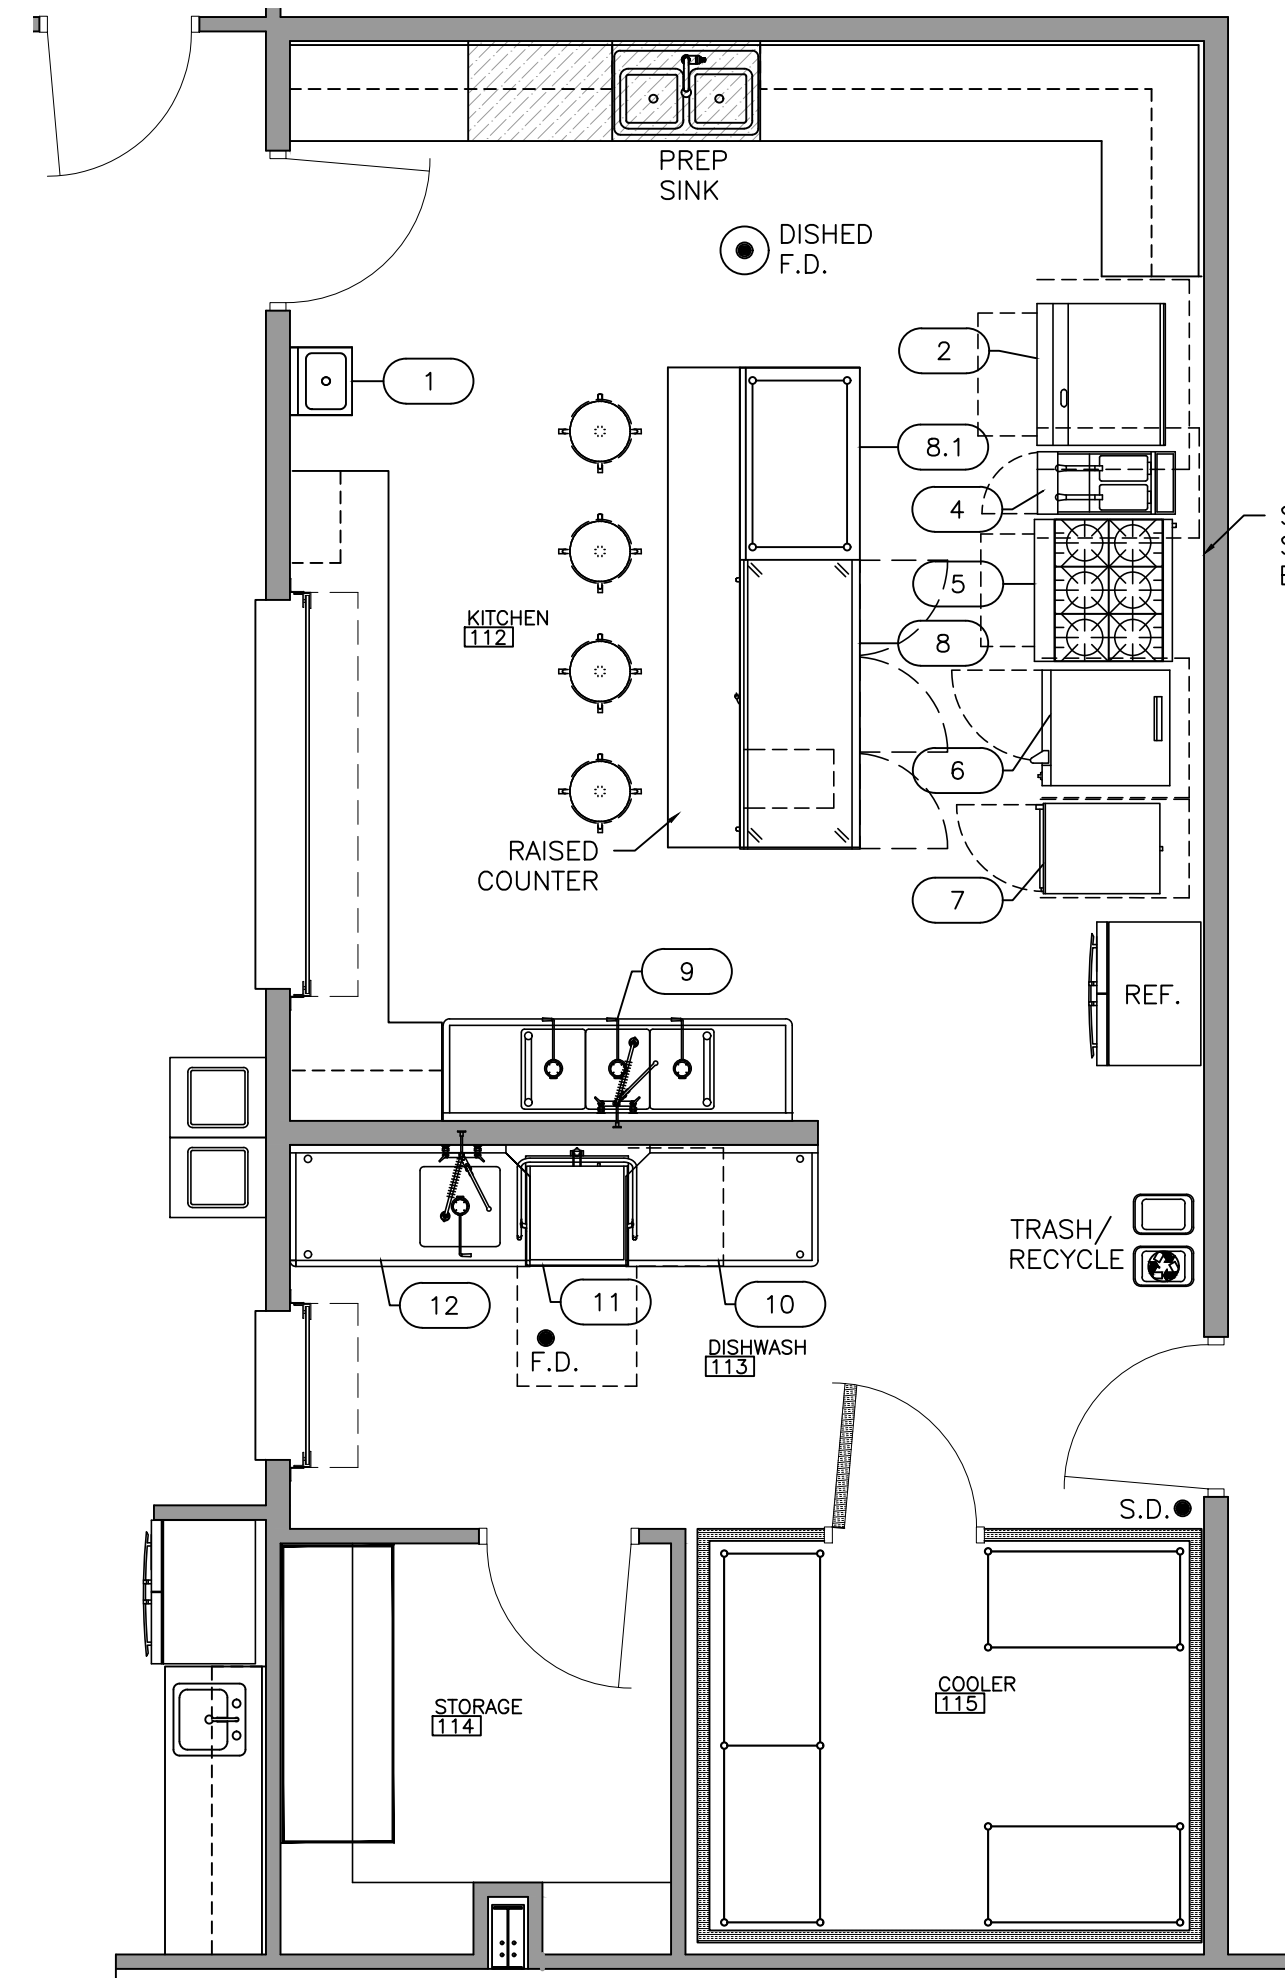 PREP
SINK
DISHED
F.D.
2
1
8.1
4
5
KITCHEN
112
8
6
RAISED
COUNTER
7
9
REF.
TRASH/
RECYCLE
12
11
10
F.D.
DISHWASH
113
S.D.
COOLER
115
STORAGE
114